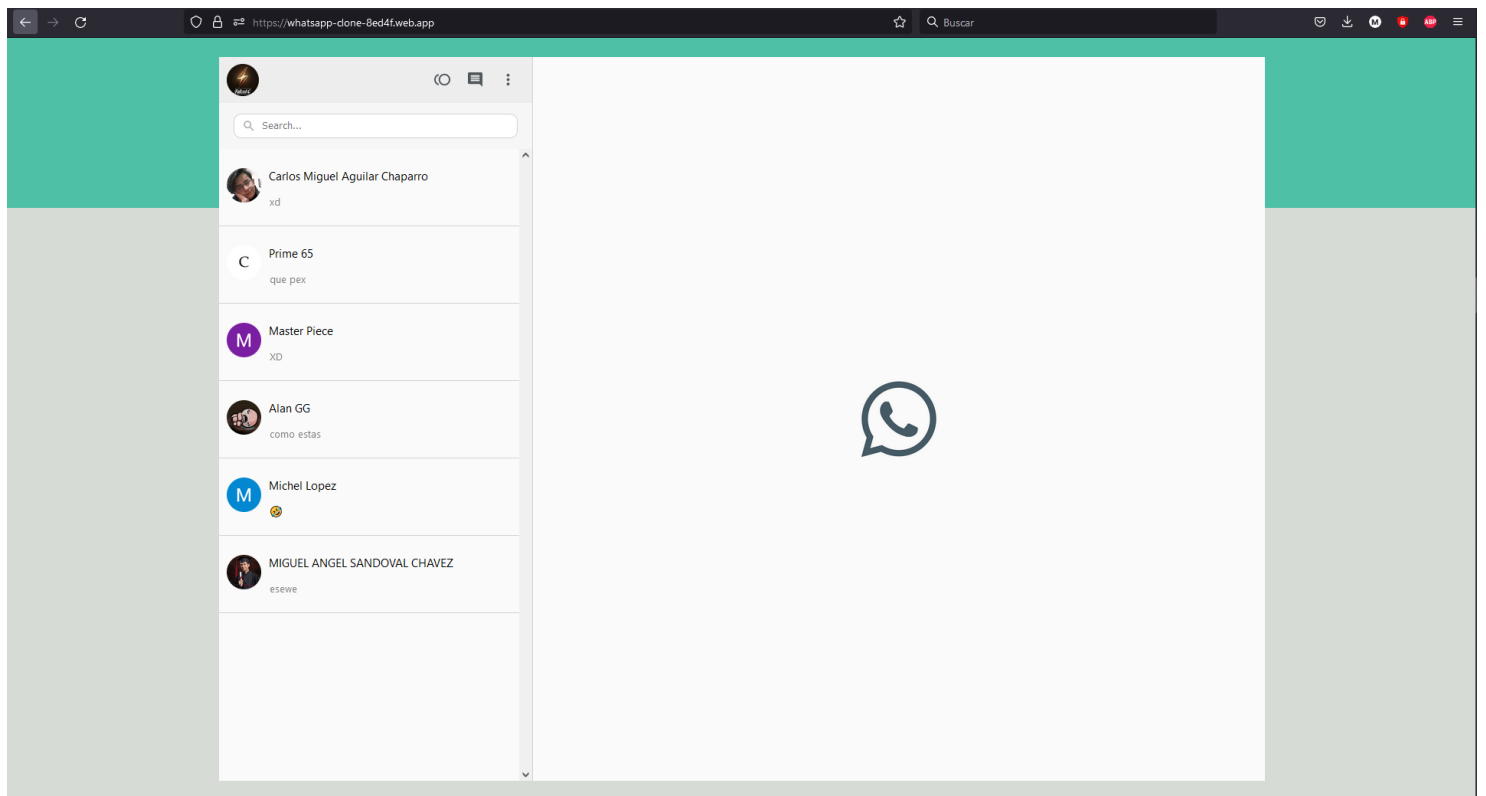 https://whatsapp-clone-8ed4f.web.app
Buscar
M
ABP
Search...
Carlos Miguel Aguilar Chaparro
xd
C
Prime 65
que pex
M
Master Piece
XD
Alan GG
como estas
M
Michel Lopez
🤣
MIGUEL ANGEL SANDOVAL CHAVEZ
esewe